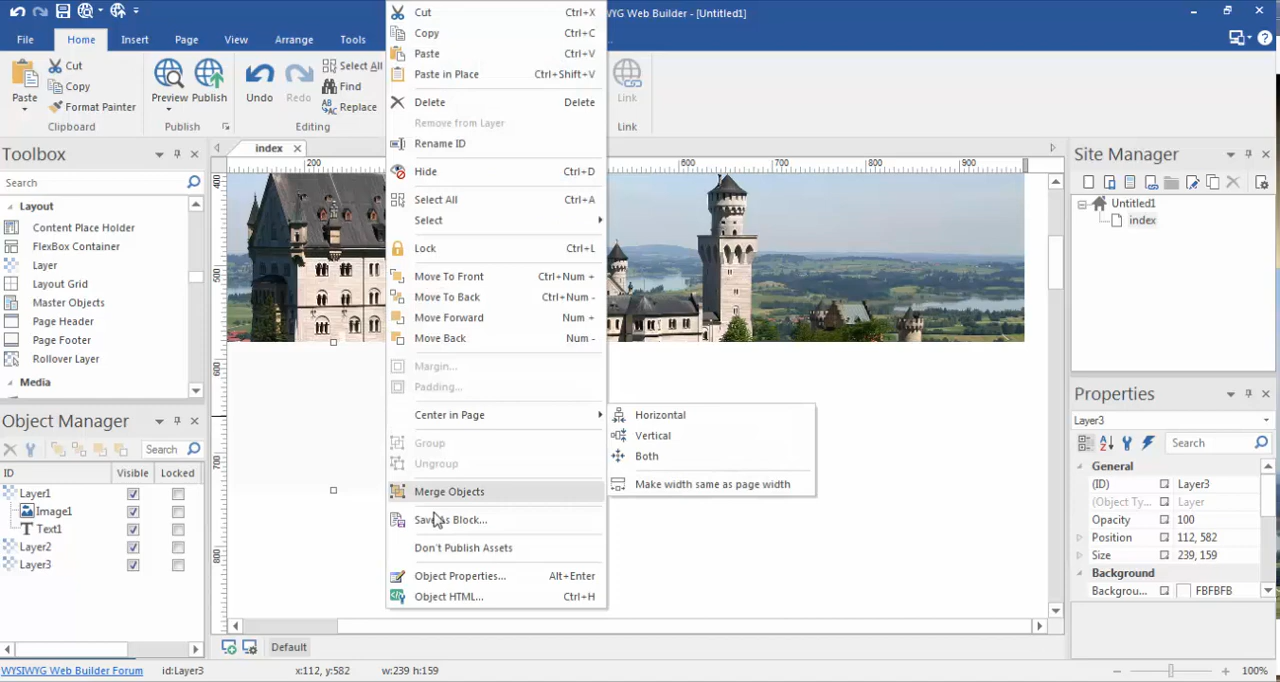 YSIWYG Web Builder - [Untitled1]
File Home Insert Page View Arrange Tools
Paste
Cut
Copy
Format Painter
Clipboard
Preview Publish
Publish
Undo Redo
Select All
Find
Replace
Editing
Link
Link
Toolbox
Search
Layout
Content Place Holder
FlexBox Container
Layer
Layout Grid
Master Objects
Page Header
Page Footer
Rollover Layer
Media
Object Manager
Search
ID Visible Locked
Layer1
Image1
Text1
Layer2
Layer3
index
200 600 700 800 900
400
500
600
700
800
Cut Ctrl+X
Copy Ctrl+C
Paste Ctrl+V
Paste in Place Ctrl+Shift+V
Delete Delete
Remove from Layer
Rename ID
Hide Ctrl+D
Select All Ctrl+A
Select
Lock Ctrl+L
Move To Front Ctrl+Num +
Move To Back Ctrl+Num -
Move Forward Num +
Move Back Num -
Margin...
Padding...
Center in Page
Group
Ungroup
Merge Objects
Save as Block...
Don't Publish Assets
Object Properties... Alt+Enter
Object HTML... Ctrl+H
Horizontal
Vertical
Both
Make width same as page width
Site Manager
Untitled1
index
Properties
Layer3
Search
General
(ID) Layer3
(Object Ty... Layer
Opacity 100
Position 112, 582
Size 239, 159
Background
Backgrou... FBFBFB
Default
WYSIWYG Web Builder Forum id:Layer3 x:112, y:582 w:239 h:159 100%